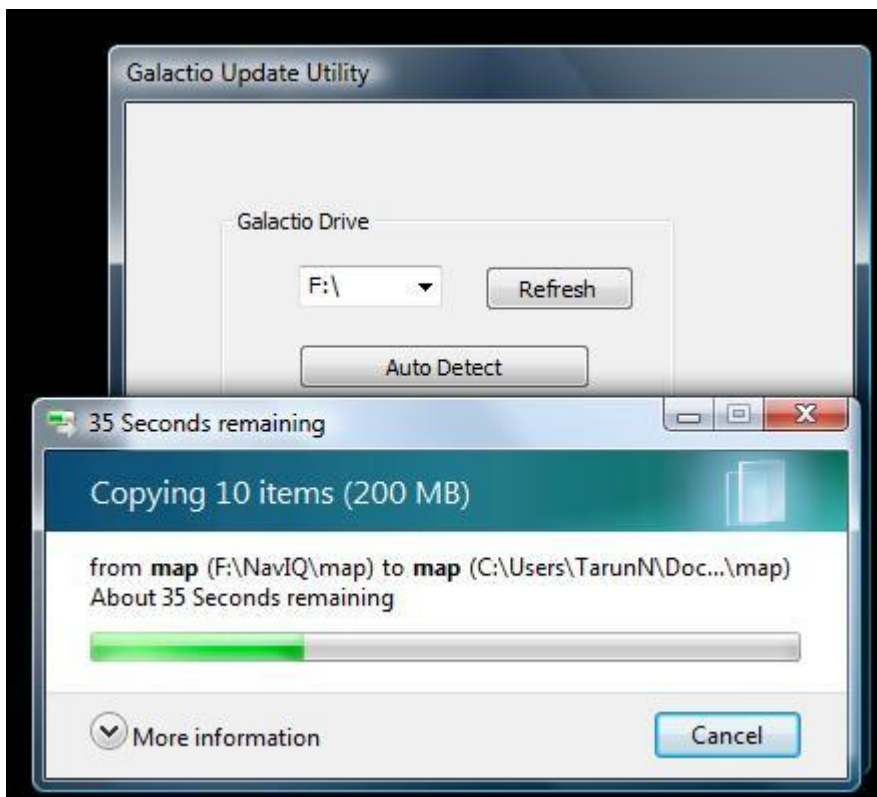 Galactio Update Utility
Galactio Drive
F:\
Refresh
Auto Detect
35 Seconds remaining
Copying 10 items (200 MB)
from map (F:\NavIQ\map) to map (C:\Users\TarunN\Doc...\map)
About 35 Seconds remaining
More information
Cancel